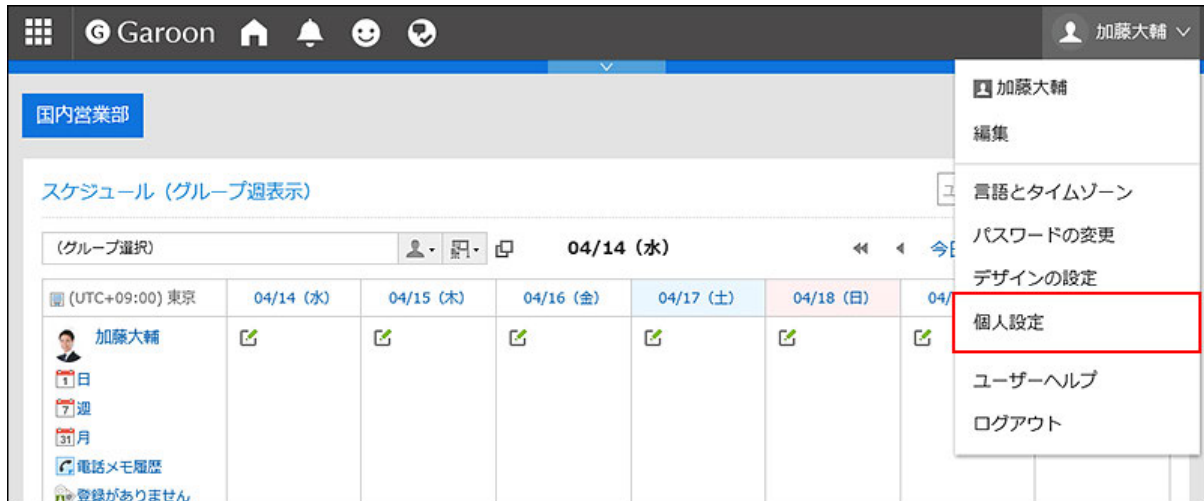 Garoon
加藤大輔
加藤大輔
編集
言語とタイムゾーン
パスワードの変更
デザインの設定
個人設定
ユーザーヘルプ
ログアウト
国内営業部
スケジュール（グループ週表示）
(グループ選択) 04/14（水）
(UTC+09:00) 東京 04/14（水） 04/15（木） 04/16（金） 04/17（土） 04/18（日） 04/
加藤大輔
1 日
7 週
31 月
電話メモ履歴
登録がありません